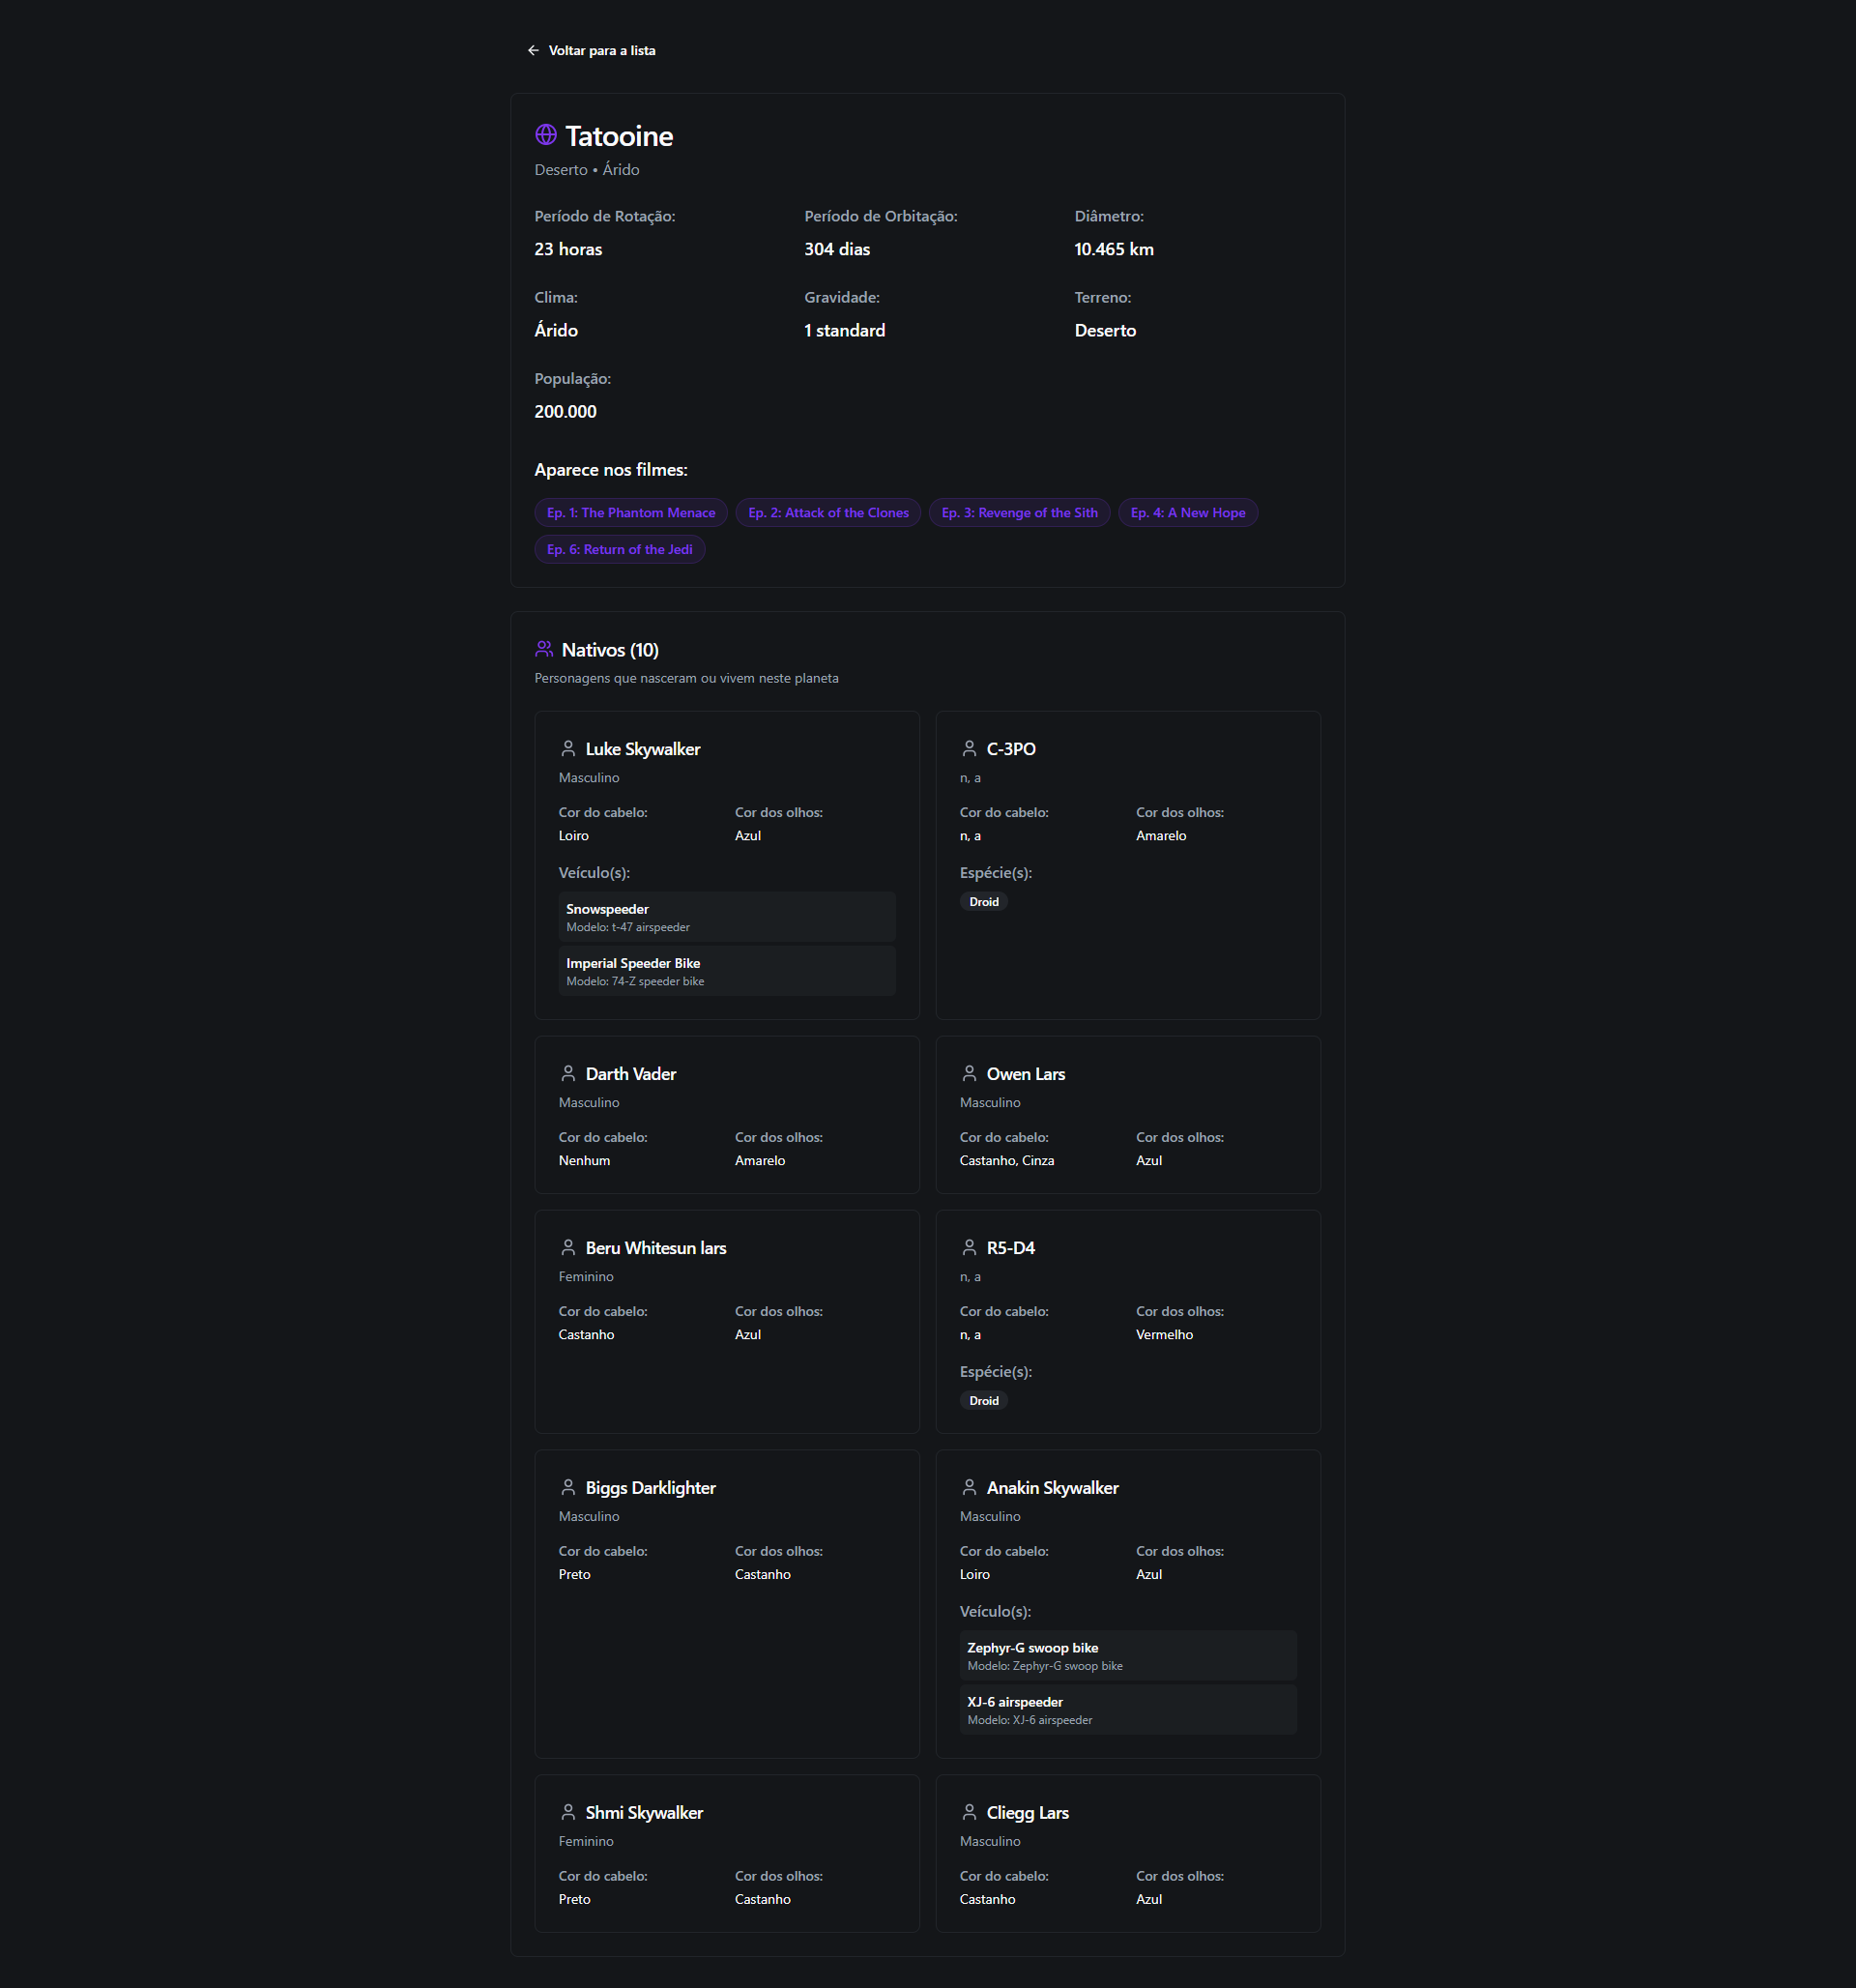 Voltar para a lista
Tatooine
Deserto • Árido
Período de Rotação:
23 horas
Período de Orbitação:
304 dias
Diâmetro:
10.465 km
Clima:
Árido
Gravidade:
1 standard
Terreno:
Deserto
População:
200.000
Aparece nos filmes:
Ep. 1: The Phantom Menace
Ep. 2: Attack of the Clones
Ep. 3: Revenge of the Sith
Ep. 4: A New Hope
Ep. 6: Return of the Jedi
Nativos (10)
Personagens que nasceram ou vivem neste planeta
Luke Skywalker
Masculino
Cor do cabelo:
Loiro
Cor dos olhos:
Azul
Veículo(s):
Snowspeeder
Modelo: t-47 airspeeder
Imperial Speeder Bike
Modelo: 74-Z speeder bike
C-3PO
n, a
Cor do cabelo:
n, a
Cor dos olhos:
Amarelo
Espécie(s):
Droid
Darth Vader
Masculino
Cor do cabelo:
Nenhum
Cor dos olhos:
Amarelo
Owen Lars
Masculino
Cor do cabelo:
Castanho, Cinza
Cor dos olhos:
Azul
Beru Whitesun lars
Feminino
Cor do cabelo:
Castanho
Cor dos olhos:
Azul
R5-D4
n, a
Cor do cabelo:
n, a
Cor dos olhos:
Vermelho
Espécie(s):
Droid
Biggs Darklighter
Masculino
Cor do cabelo:
Preto
Cor dos olhos:
Castanho
Anakin Skywalker
Masculino
Cor do cabelo:
Loiro
Cor dos olhos:
Azul
Veículo(s):
Zephyr-G swoop bike
Modelo: Zephyr-G swoop bike
XJ-6 airspeeder
Modelo: XJ-6 airspeeder
Shmi Skywalker
Feminino
Cor do cabelo:
Preto
Cor dos olhos:
Castanho
Cliegg Lars
Masculino
Cor do cabelo:
Castanho
Cor dos olhos:
Azul